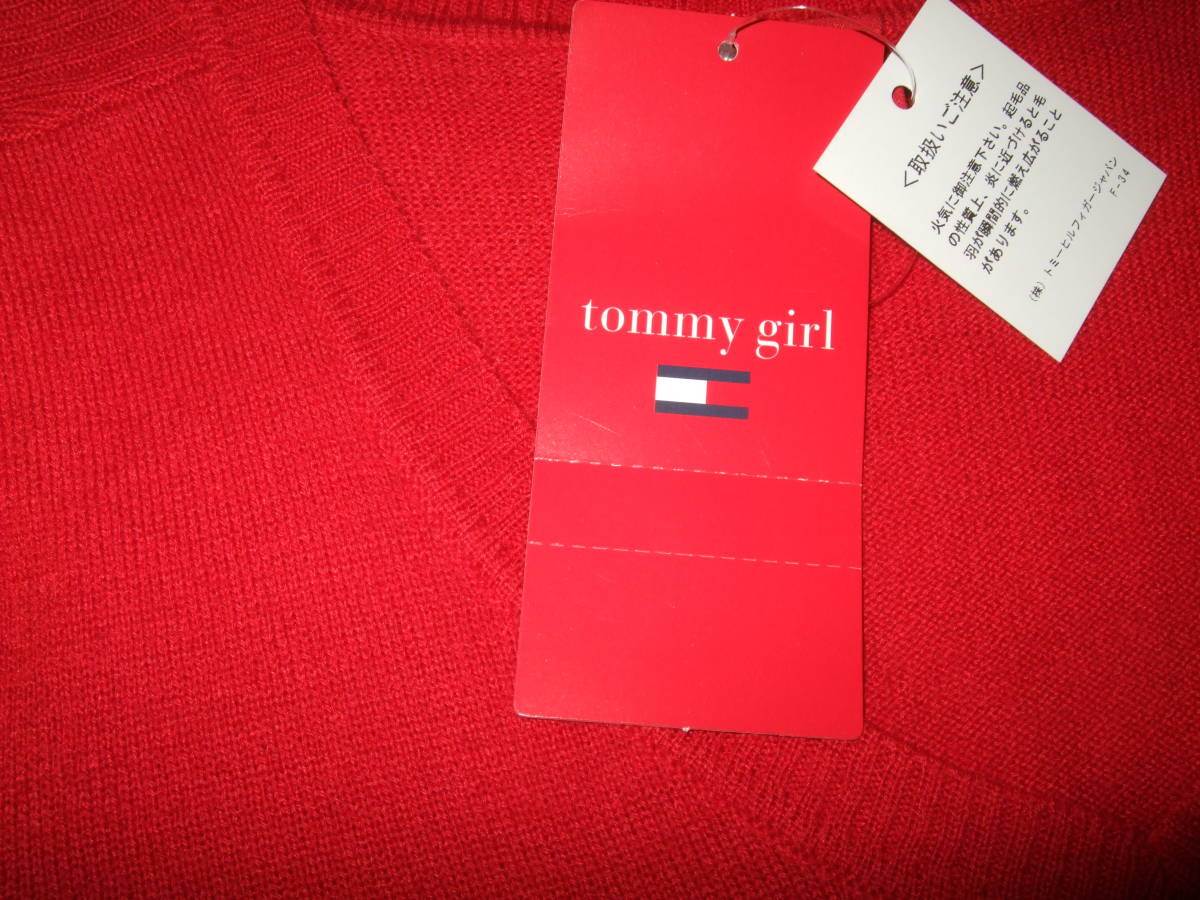 tommy girl
＜取扱いご注意＞
火気に御注意下さい。起毛品
の性質上、炎に近づけると毛
羽が瞬間的に燃え広がること
があります。
(株) トミーヒルフィガージャパン
F-34